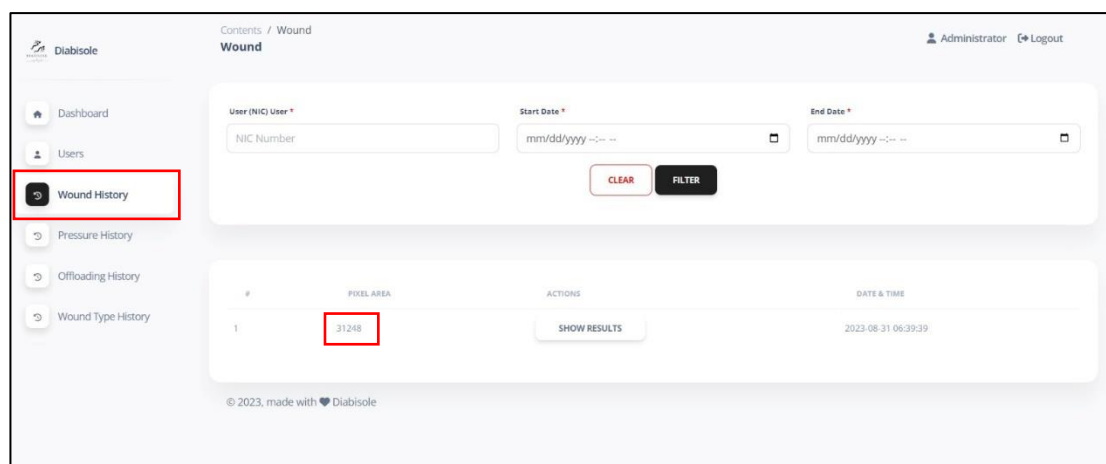 Diabisole
Dashboard
Users
Wound History
Pressure History
Offloading History
Wound Type History
Contents / Wound
Wound
Administrator Logout
User (NIC) User * Start Date * End Date *
NIC Number mm/dd/yyyy --:-- -- mm/dd/yyyy --:-- --
CLEAR FILTER
# PIXEL AREA ACTIONS DATE & TIME
1 31248 SHOW RESULTS 2023-08-31 06:39:39
© 2023, made with ♥ Diabisole